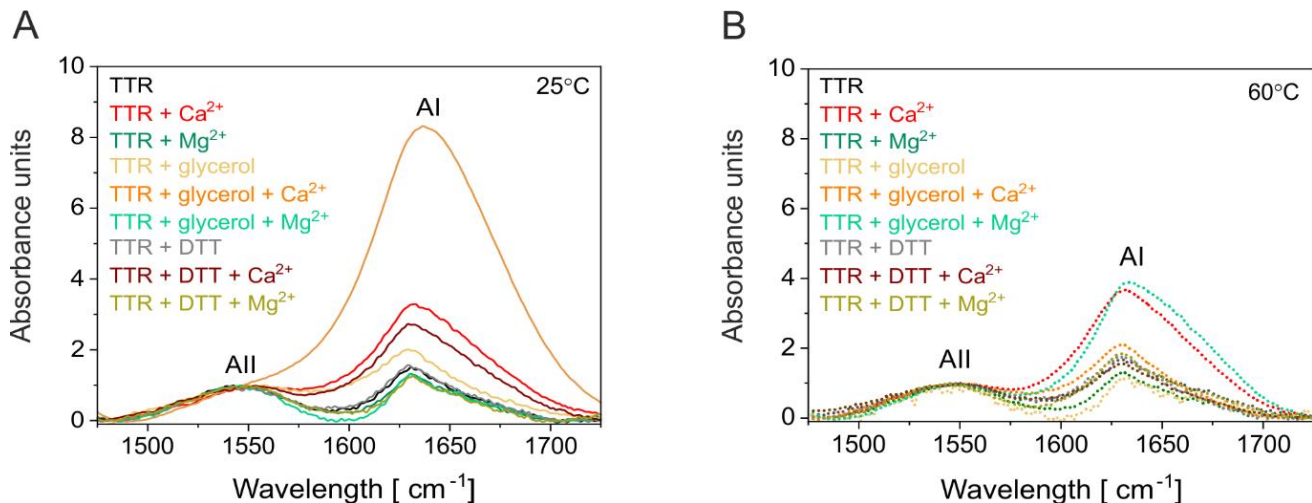 A
Absorbance units
10
8
6
4
2
0
25°C
TTR
TTR + Ca²⁺
TTR + Mg²⁺
TTR + glycerol
TTR + glycerol + Ca²⁺
TTR + glycerol + Mg²⁺
TTR + DTT
TTR + DTT + Ca²⁺
TTR + DTT + Mg²⁺
AI
AII
1500
1550
1600
1650
1700
Wavelength [ cm⁻¹]
B
Absorbance units
10
8
6
4
2
0
60°C
TTR
TTR + Ca²⁺
TTR + Mg²⁺
TTR + glycerol
TTR + glycerol + Ca²⁺
TTR + glycerol + Mg²⁺
TTR + DTT
TTR + DTT + Ca²⁺
TTR + DTT + Mg²⁺
AI
AII
1500
1550
1600
1650
1700
Wavelength [ cm⁻¹]